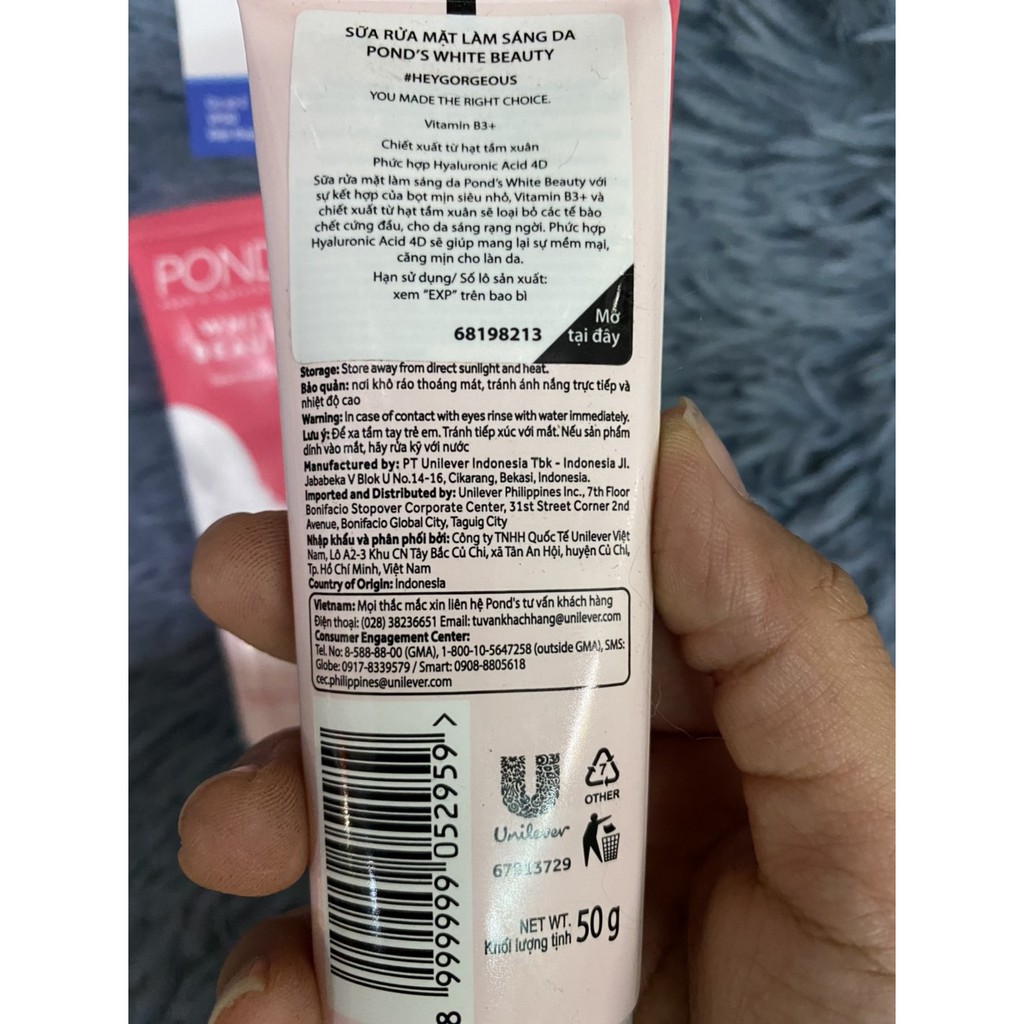 SỮA RỬA MẶT LÀM SÁNG DA
POND'S WHITE BEAUTY
#HEYGORGEOUS
YOU MADE THE RIGHT CHOICE.
Vitamin B3+
Chiết xuất từ hạt tầm xuân
Phức hợp Hyaluronic Acid 4D
Sữa rửa mặt làm sáng da Pond's White Beauty với
sự kết hợp của bọt mịn siêu nhỏ, Vitamin B3+ và
chiết xuất từ hạt tầm xuân sẽ loại bỏ các tế bào
chết cứng đầu, cho da sáng rạng ngời. Phức hợp
Hyaluronic Acid 4D sẽ giúp mang lại sự mềm mại,
căng mịn cho làn da.
Hạn sử dụng/ Số lô sản xuất:
xem "EXP" trên bao bì
68198213
Mở
tại đây
Storage: Store away from direct sunlight and heat.
Bảo quản: nơi khô ráo thoáng mát, tránh ánh nắng trực tiếp và
nhiệt độ cao
Warning: In case of contact with eyes rinse with water immediately.
Lưu ý: Để xa tầm tay trẻ em. Tránh tiếp xúc với mắt. Nếu sản phẩm
dính vào mắt, hãy rửa kỹ với nước
Manufactured by: PT Unilever Indonesia Tbk - Indonesia Jl.
Jababeka V Blok U No.14-16, Cikarang, Bekasi, Indonesia.
Imported and Distributed by: Unilever Philippines Inc., 7th Floor
Bonifacio Stopover Corporate Center, 31st Street Corner 2nd
Avenue, Bonifacio Global City, Taguig City
Nhập khẩu và phân phối bởi: Công ty TNHH Quốc Tế Unilever Việt
Nam, Lô A2-3 Khu CN Tây Bắc Củ Chi, xã Tân An Hội, huyện Củ Chi,
Tp. Hồ Chí Minh, Việt Nam
Country of Origin: Indonesia
Vietnam: Mọi thắc mắc xin liên hệ Pond's tư vấn khách hàng
Điện thoại: (028) 38236651 Email: tuvankhachhang@unilever.com
Consumer Engagement Center:
Tel. No: 8-588-88-00 (GMA), 1-800-10-5647258 (outside GMA), SMS:
Globe: 0917-8339579 / Smart: 0908-8805618
cec.philippines@unilever.com
8 999999 052959 >
Unilever
7
OTHER
NET WT. 50 g
Khối lượng tịnh
POND